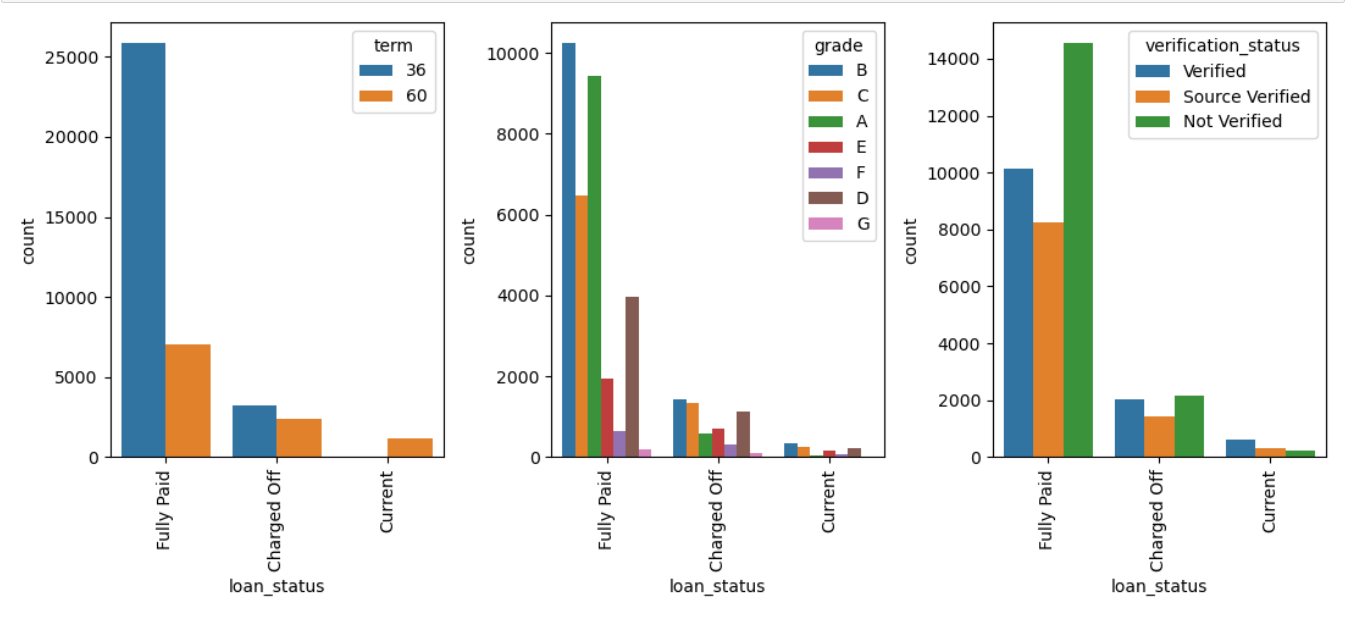 term
36
60
25000
20000
15000
10000
5000
0
count
Fully Paid
Charged Off
Current
loan_status
grade
B
C
A
E
F
D
G
10000
8000
6000
4000
2000
0
count
Fully Paid
Charged Off
Current
loan_status
verification_status
Verified
Source Verified
Not Verified
14000
12000
10000
8000
6000
4000
2000
0
count
Fully Paid
Charged Off
Current
loan_status